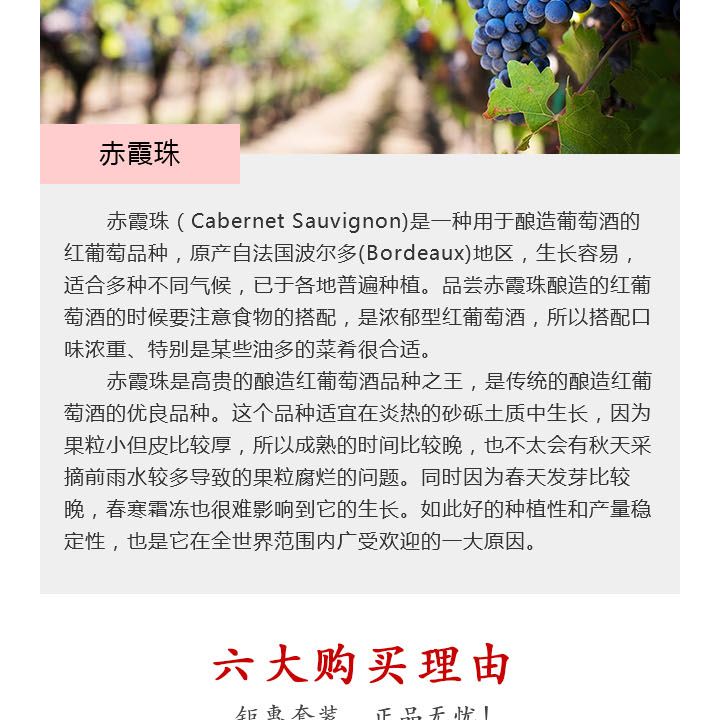 赤霞珠
赤霞珠（Cabernet Sauvignon)是一种用于酿造葡萄酒的
红葡萄品种，原产自法国波尔多(Bordeaux)地区，生长容易，
适合多种不同气候，已于各地普遍种植。品尝赤霞珠酿造的红葡
萄酒的时候要注意食物的搭配，是浓郁型红葡萄酒，所以搭配口
味浓重、特别是某些油多的菜肴很合适。
赤霞珠是高贵的酿造红葡萄酒品种之王，是传统的酿造红葡
萄酒的优良品种。这个品种适宜在炎热的砂砾土质中生长，因为
果粒小但皮比较厚，所以成熟的时间比较晚，也不太会有秋天采
摘前雨水较多导致的果粒腐烂的问题。同时因为春天发芽比较
晚，春寒霜冻也很难影响到它的生长。如此好的种植性和产量稳
定性，也是它在全世界范围内广受欢迎的一大原因。
六大购买理由
钜惠套装 正品无忧！